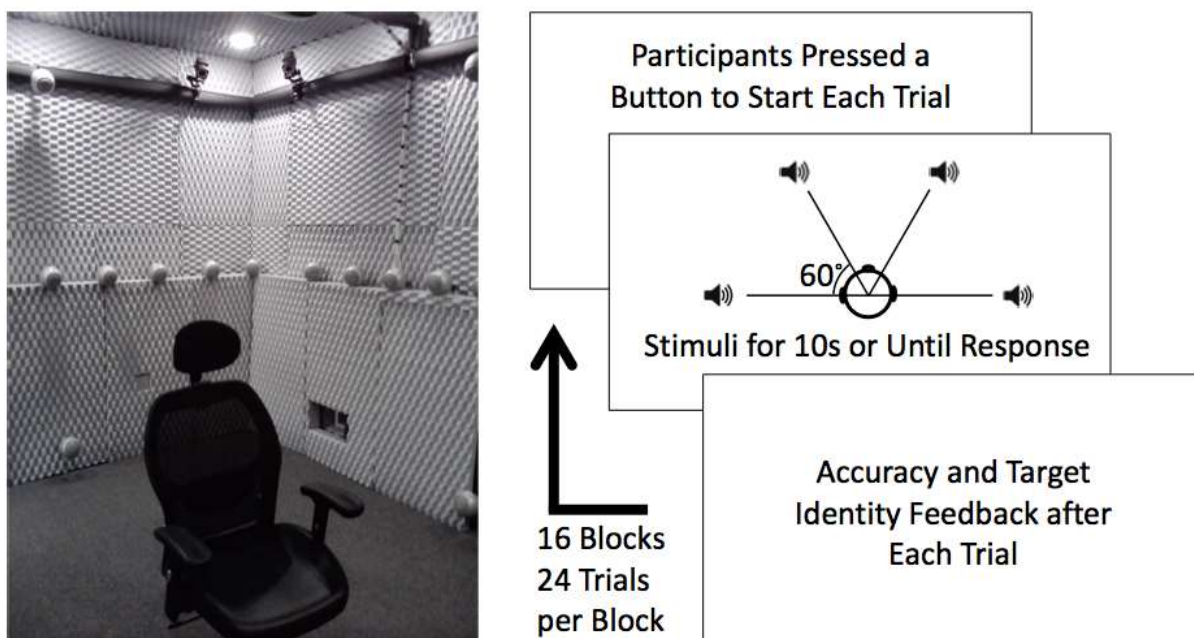 Participants Pressed a
Button to Start Each Trial
60°
Stimuli for 10s or Until Response
Accuracy and Target
Identity Feedback after
Each Trial
16 Blocks
24 Trials
per Block